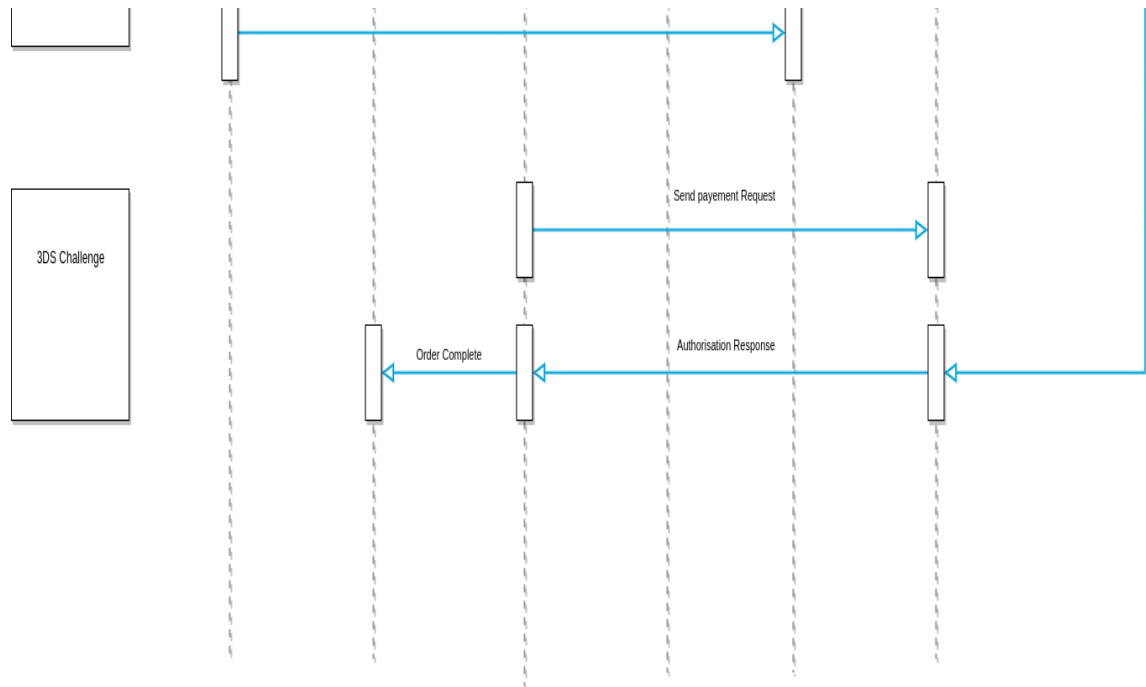 Send payement Request
3DS Challenge
Authorisation Response
Order Complete